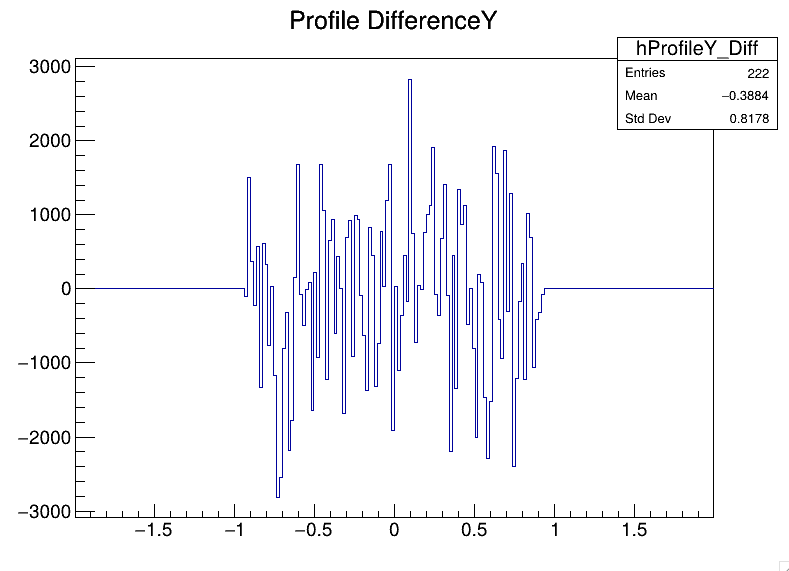 Profile DifferenceY
hProfileY_Diff
Entries 222
Mean −0.3884
Std Dev 0.8178
3000
2000
1000
0
−1000
−2000
−3000
−1.5 −1 −0.5 0 0.5 1 1.5